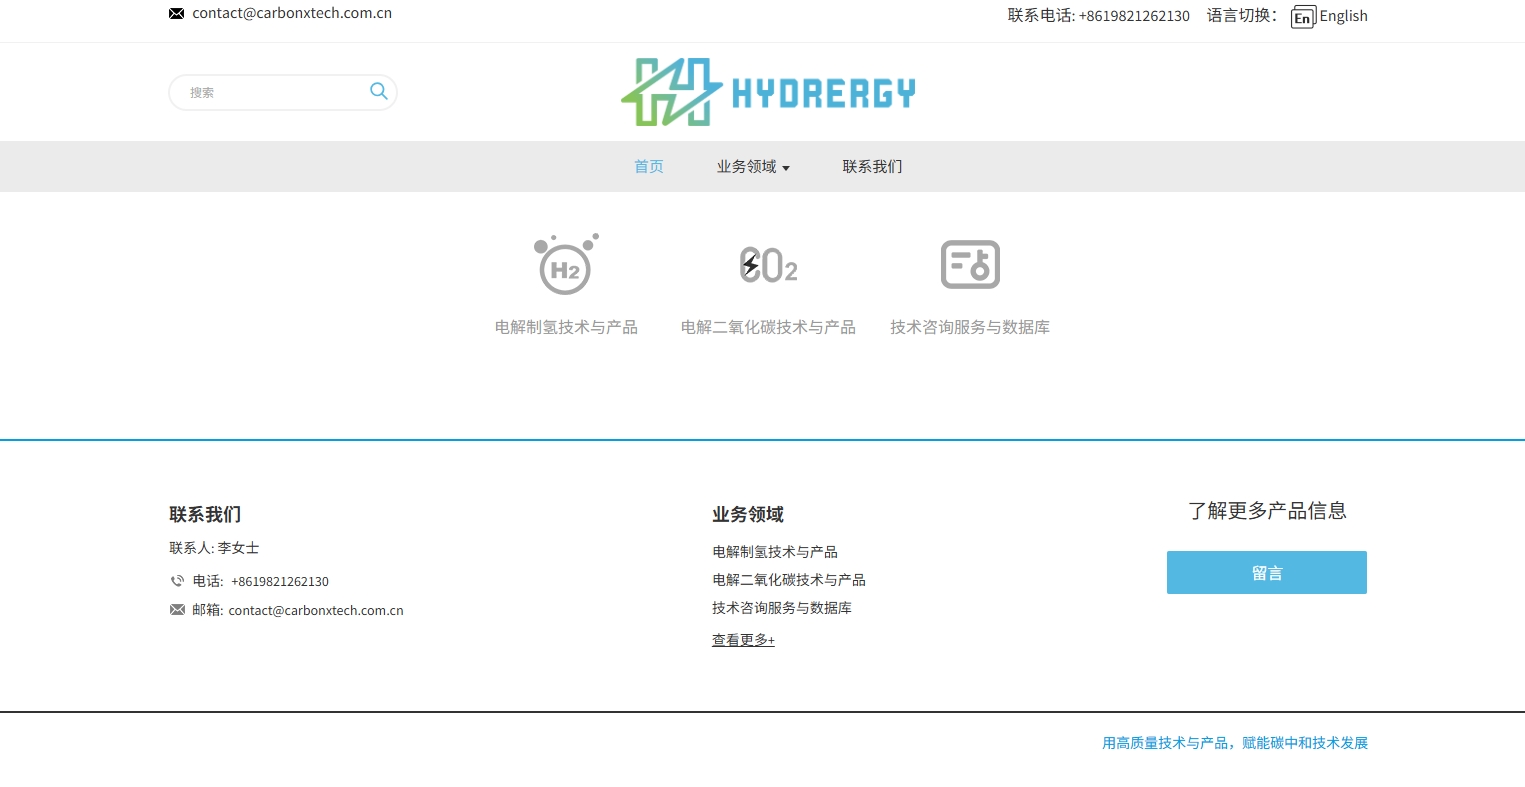 contact@carbonxtech.com.cn
联系电话: +8619821262130 语言切换： En English
搜索
HYDRERGY
首页 业务领域 联系我们
H2 CO2
电解制氢技术与产品 电解二氧化碳技术与产品 技术咨询服务与数据库
联系我们
联系人: 李女士
电话: +8619821262130
邮箱: contact@carbonxtech.com.cn
业务领域
电解制氢技术与产品
电解二氧化碳技术与产品
技术咨询服务与数据库
查看更多+
了解更多产品信息
留言
用高质量技术与产品，赋能碳中和技术发展